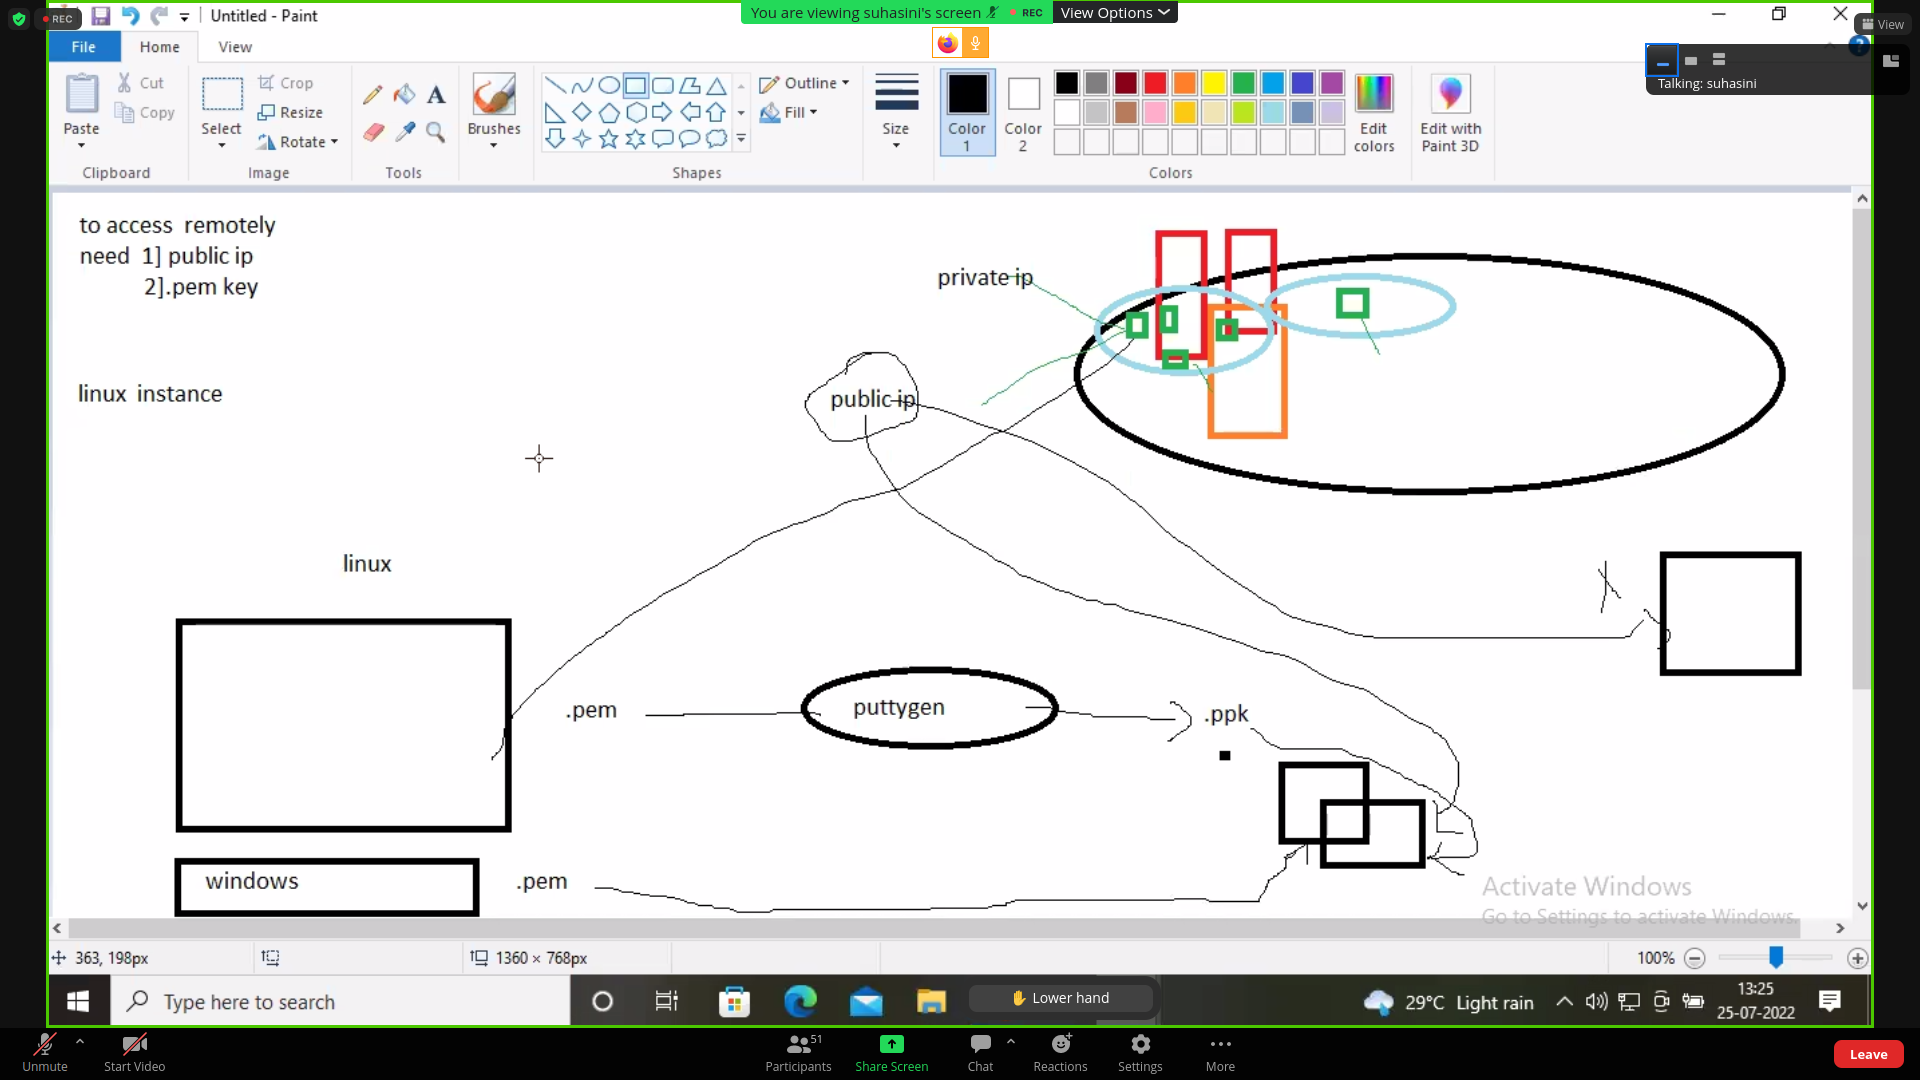 REC
Untitled - Paint
You are viewing suhasini's screen
REC
View Options
View
File
Home
View
Talking: suhasini
Paste
Cut
Copy
Clipboard
Select
Crop
Resize
Rotate
Image
Tools
Brushes
Outline
Fill
Shapes
Size
Color
1
Color
2
Edit
colors
Colors
Edit with
Paint 3D
to access remotely
need 1] public ip
2].pem key
private ip
linux instance
public ip
linux
.pem
puttygen
.ppk
windows
.pem
Activate Windows
Go to Settings to activate Windows.
363, 198px
1360 × 768px
100%
Type here to search
Lower hand
29°C Light rain
13:25
25-07-2022
Unmute
Start Video
Participants
51
Share Screen
Chat
Reactions
Settings
More
Leave